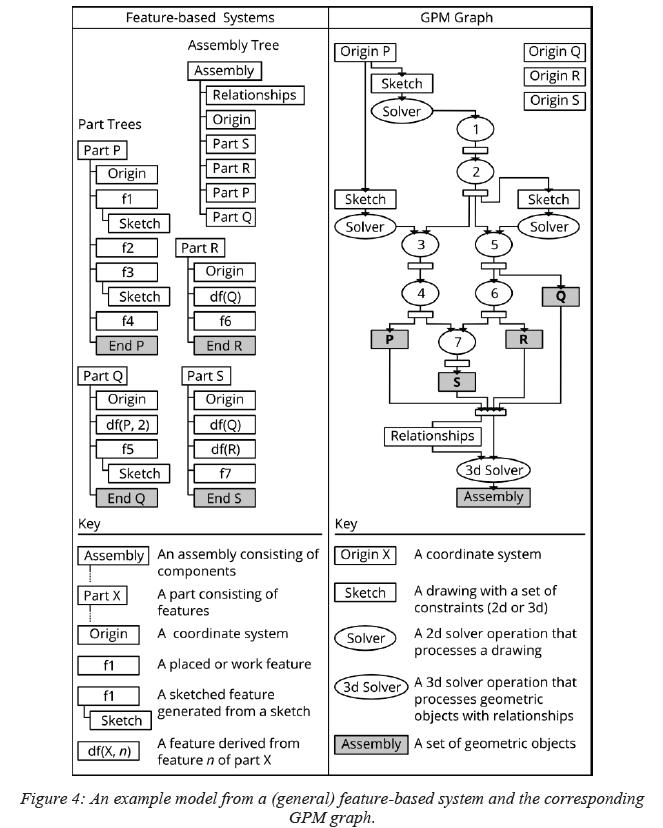 Feature-based Systems
GPM Graph
Assembly Tree
Assembly
Relationships
Origin
Part S
Part R
Part P
Part Q
Part Trees
Part P
Origin
f1
Sketch
f2
f3
Sketch
f4
End P
Part R
Origin
df(Q)
f6
End R
Part Q
Origin
df(P, 2)
f5
Sketch
End Q
Part S
Origin
df(Q)
df(R)
f7
End S
Origin P
Origin Q
Origin R
Origin S
Sketch
Solver
1
2
Sketch
Solver
Sketch
Solver
3
5
4
6
Q
P
7
R
S
Relationships
3d Solver
Assembly
Key
Assembly
An assembly consisting of
components
Part X
A part consisting of
features
Origin
A coordinate system
f1
A placed or work feature
f1
Sketch
A sketched feature
generated from a sketch
df(X, n)
A feature derived from
feature n of part X
Key
Origin X
A coordinate system
Sketch
A drawing with a set of
constraints (2d or 3d)
Solver
A 2d solver operation that
processes a drawing
3d Solver
A 3d solver operation that
processes geometric
objects with relationships
Assembly
A set of geometric objects
Figure 4: An example model from a (general) feature-based system and the corresponding
GPM graph.